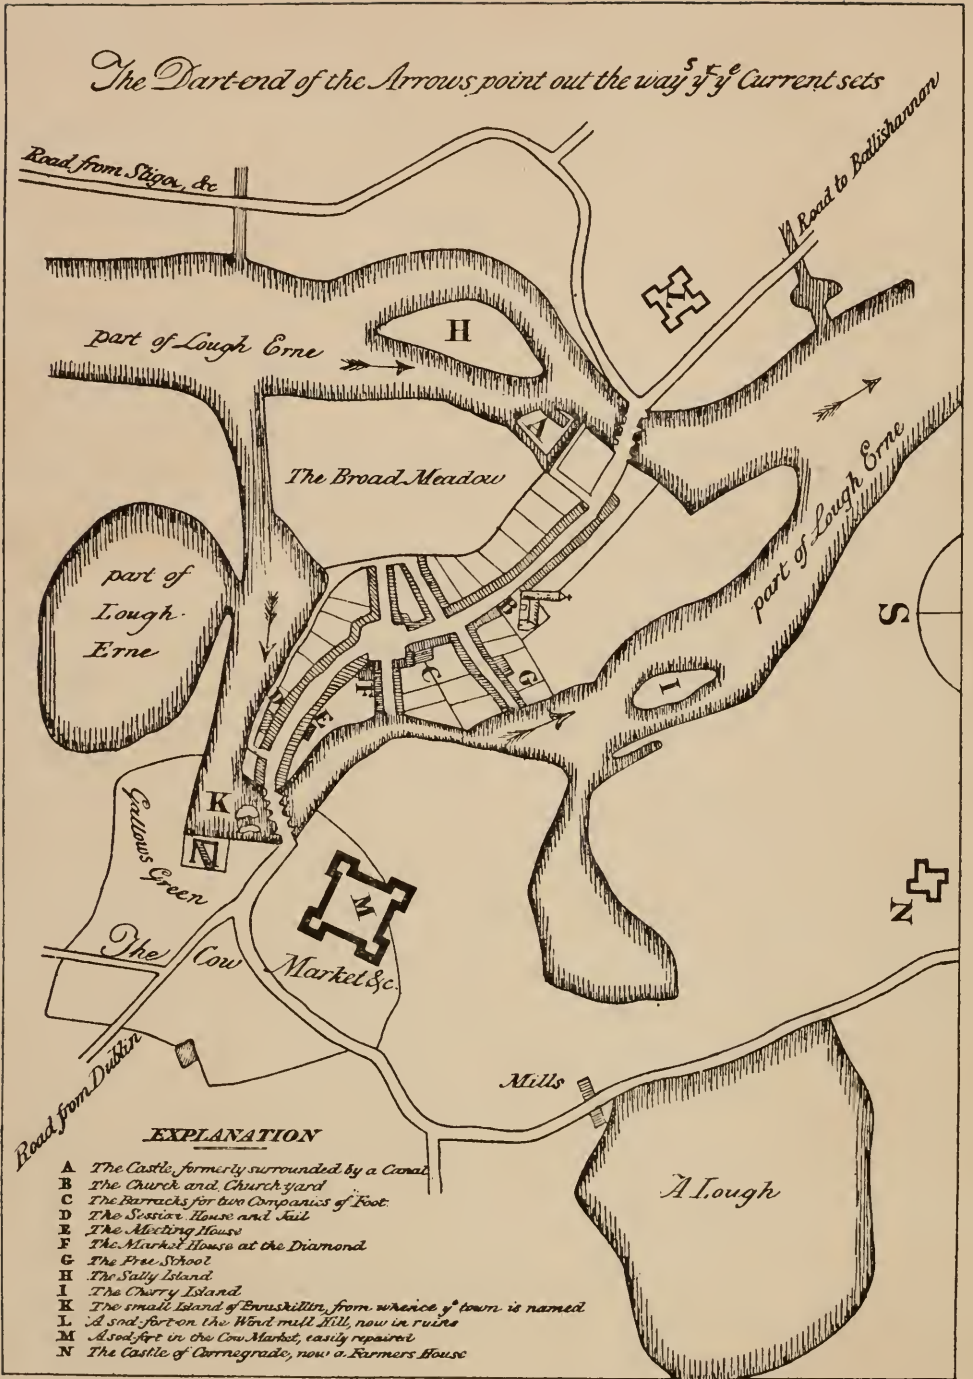 The Dart-end of the Arrows point out the way's yt ye Current sets
Road from Sligo, &c
Road to Ballishannon
part of Lough Erne
H
A
The Broad Meadow
part of Lough Erne
part of
Lough
Erne
S
B
C
G
I
D
E
F
K
N
Gallows Green
M
N
The Cow Market &c.
Road from Dublin
Mills
A Lough
EXPLANATION
A The Castle, formerly surrounded by a Canal
B The Church and Church yard
C The Barracks for two Companies of Foot
D The Session House and Jail
E The Meeting House
F The Market House at the Diamond
G The Free School
H The Sally Island
I The Cherry Island
K The small Island of Enniskillin, from whence ye town is named
L A sod-fort on the Wind mill Hill, now in ruins
M A sod-fort in the Cow Market, easily repaired
N The Castle of Cornegrade, now a Farmers House